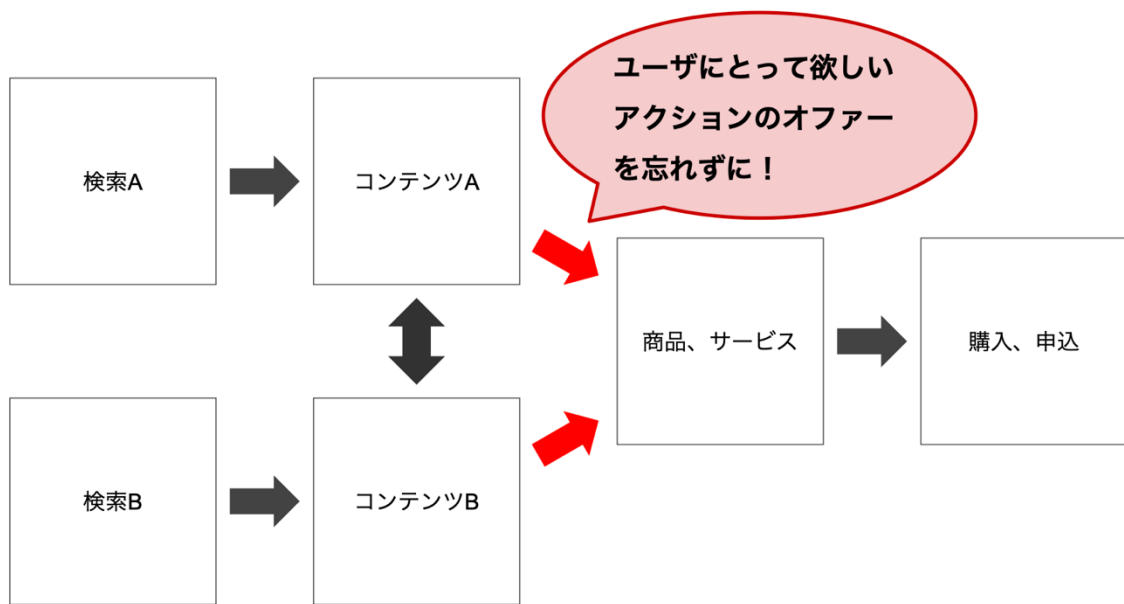 ユーザにとって欲しい
アクションのオファー
を忘れずに！
検索A
コンテンツA
商品、サービス
購入、申込
検索B
コンテンツB